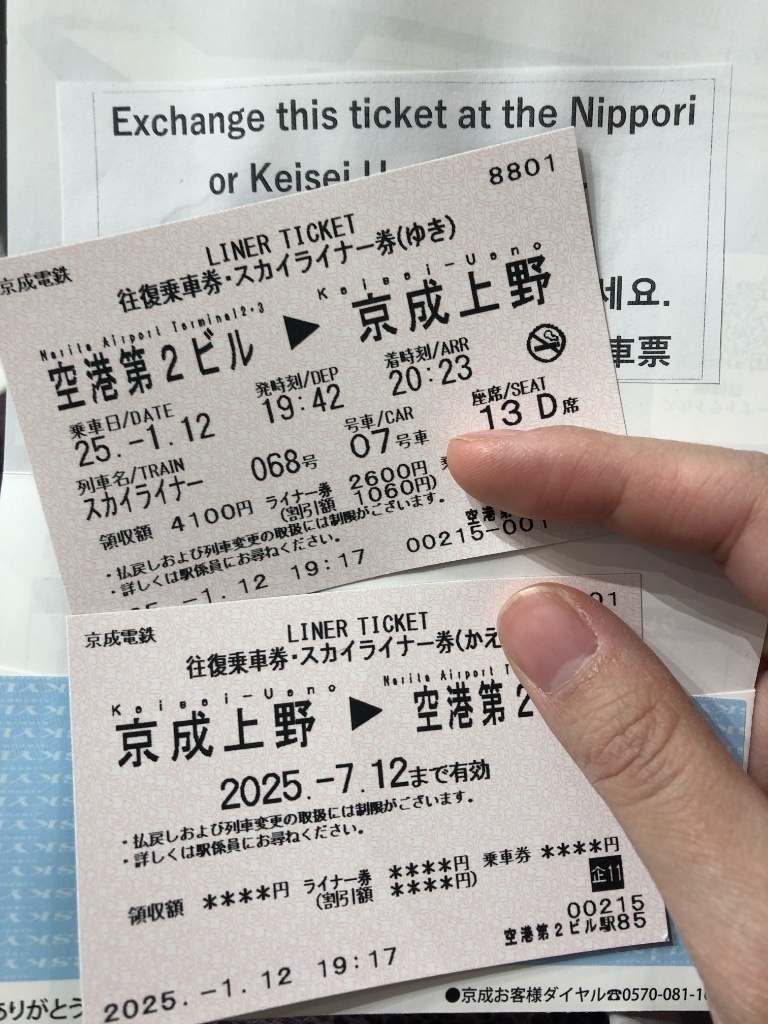 Exchange this ticket at the Nippori
or Keisei
세요.
車票
8801
京成電鉄
LINER TICKET
往復乗車券・スカイライナー券(ゆき)
Narita Airport Terminal2・3
Keisei-Ueno
空港第2ビル ▶ 京成上野
乗車日/DATE 発時刻/DEP 着時刻/ARR
25.-1.12 19:42 20:23
列車名/TRAIN 号車/CAR 座席/SEAT
スカイライナー 068号 07号車 13 D席
領収額 4100円 ライナー券 2600円
(割引額 1060円)
・払戻しおよび列車変更の取扱には制限がございます。
・詳しくは駅係員にお尋ねください。
-1.12 19:17 00215-001
空港第
京成電鉄
LINER TICKET
往復乗車券・スカイライナー券(かえ
Keisei-Ueno
Narita Airport
京成上野 ▶ 空港第2
2025.-7.12まで有効
・払戻しおよび列車変更の取扱には制限がございます。
・詳しくは駅係員にお尋ねください。
領収額 ****円 ライナー券 ****円 乗車券 ****円
(割引額 ****円)
企11
00215
空港第2ビル駅85
2025.-1.12 19:17
ありがとう
●京成お客様ダイヤル☎0570-081-1